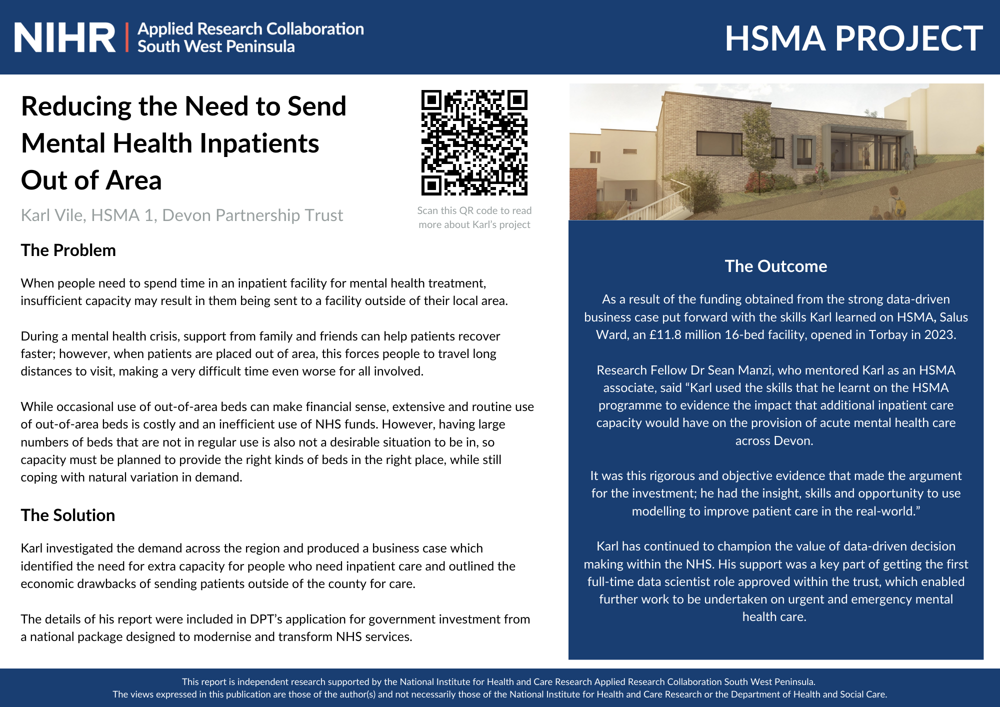 NIHR | Applied Research Collaboration
South West Peninsula
HSMA PROJECT
Reducing the Need to Send
Mental Health Inpatients
Out of Area
Karl Vile, HSMA 1, Devon Partnership Trust
Scan this QR code to read
more about Karl's project
The Problem
When people need to spend time in an inpatient facility for mental health treatment,
insufficient capacity may result in them being sent to a facility outside of their local area.
During a mental health crisis, support from family and friends can help patients recover
faster; however, when patients are placed out of area, this forces people to travel long
distances to visit, making a very difficult time even worse for all involved.
While occasional use of out-of-area beds can make financial sense, extensive and routine use
of out-of-area beds is costly and an inefficient use of NHS funds. However, having large
numbers of beds that are not in regular use is also not a desirable situation to be in, so
capacity must be planned to provide the right kinds of beds in the right place, while still
coping with natural variation in demand.
The Solution
Karl investigated the demand across the region and produced a business case which
identified the need for extra capacity for people who need inpatient care and outlined the
economic drawbacks of sending patients outside of the county for care.
The details of his report were included in DPT's application for government investment from
a national package designed to modernise and transform NHS services.
The Outcome
As a result of the funding obtained from the strong data-driven
business case put forward with the skills Karl learned on HSMA, Salus
Ward, an £11.8 million 16-bed facility, opened in Torbay in 2023.
Research Fellow Dr Sean Manzi, who mentored Karl as an HSMA
associate, said “Karl used the skills that he learnt on the HSMA
programme to evidence the impact that additional inpatient care
capacity would have on the provision of acute mental health care
across Devon.
It was this rigorous and objective evidence that made the argument
for the investment; he had the insight, skills and opportunity to use
modelling to improve patient care in the real-world.”
Karl has continued to champion the value of data-driven decision
making within the NHS. His support was a key part of getting the first
full-time data scientist role approved within the trust, which enabled
further work to be undertaken on urgent and emergency mental
health care.
This report is independent research supported by the National Institute for Health and Care Research Applied Research Collaboration South West Peninsula.
The views expressed in this publication are those of the author(s) and not necessarily those of the National Institute for Health and Care Research or the Department of Health and Social Care.